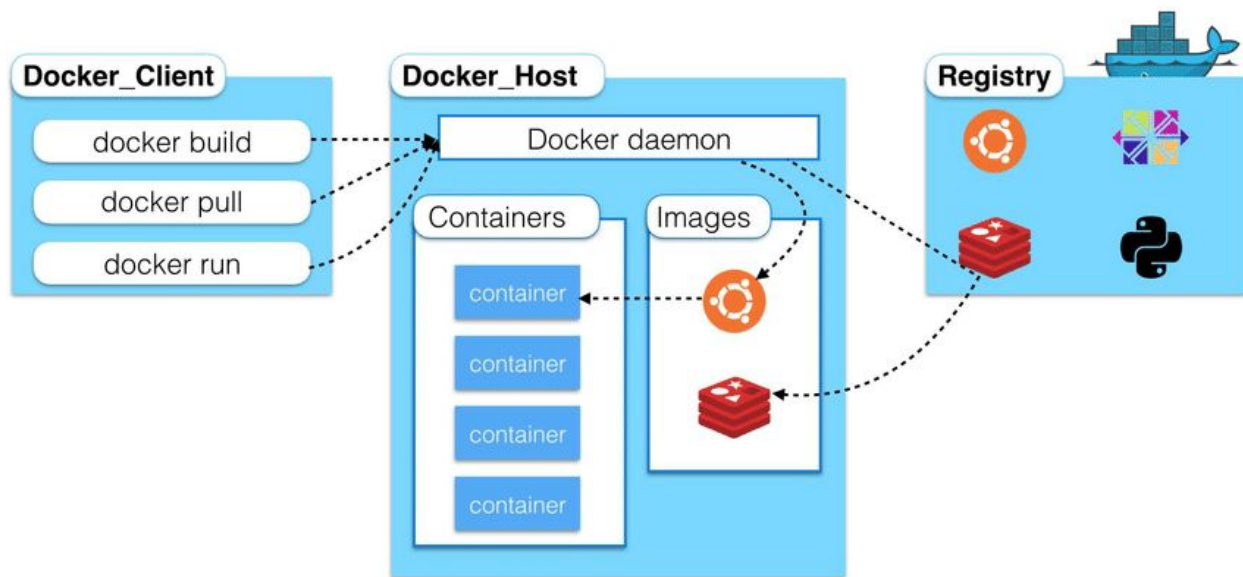 Docker_Client
docker build
docker pull
docker run
Docker_Host
Docker daemon
Containers
container
container
container
container
Images
Registry